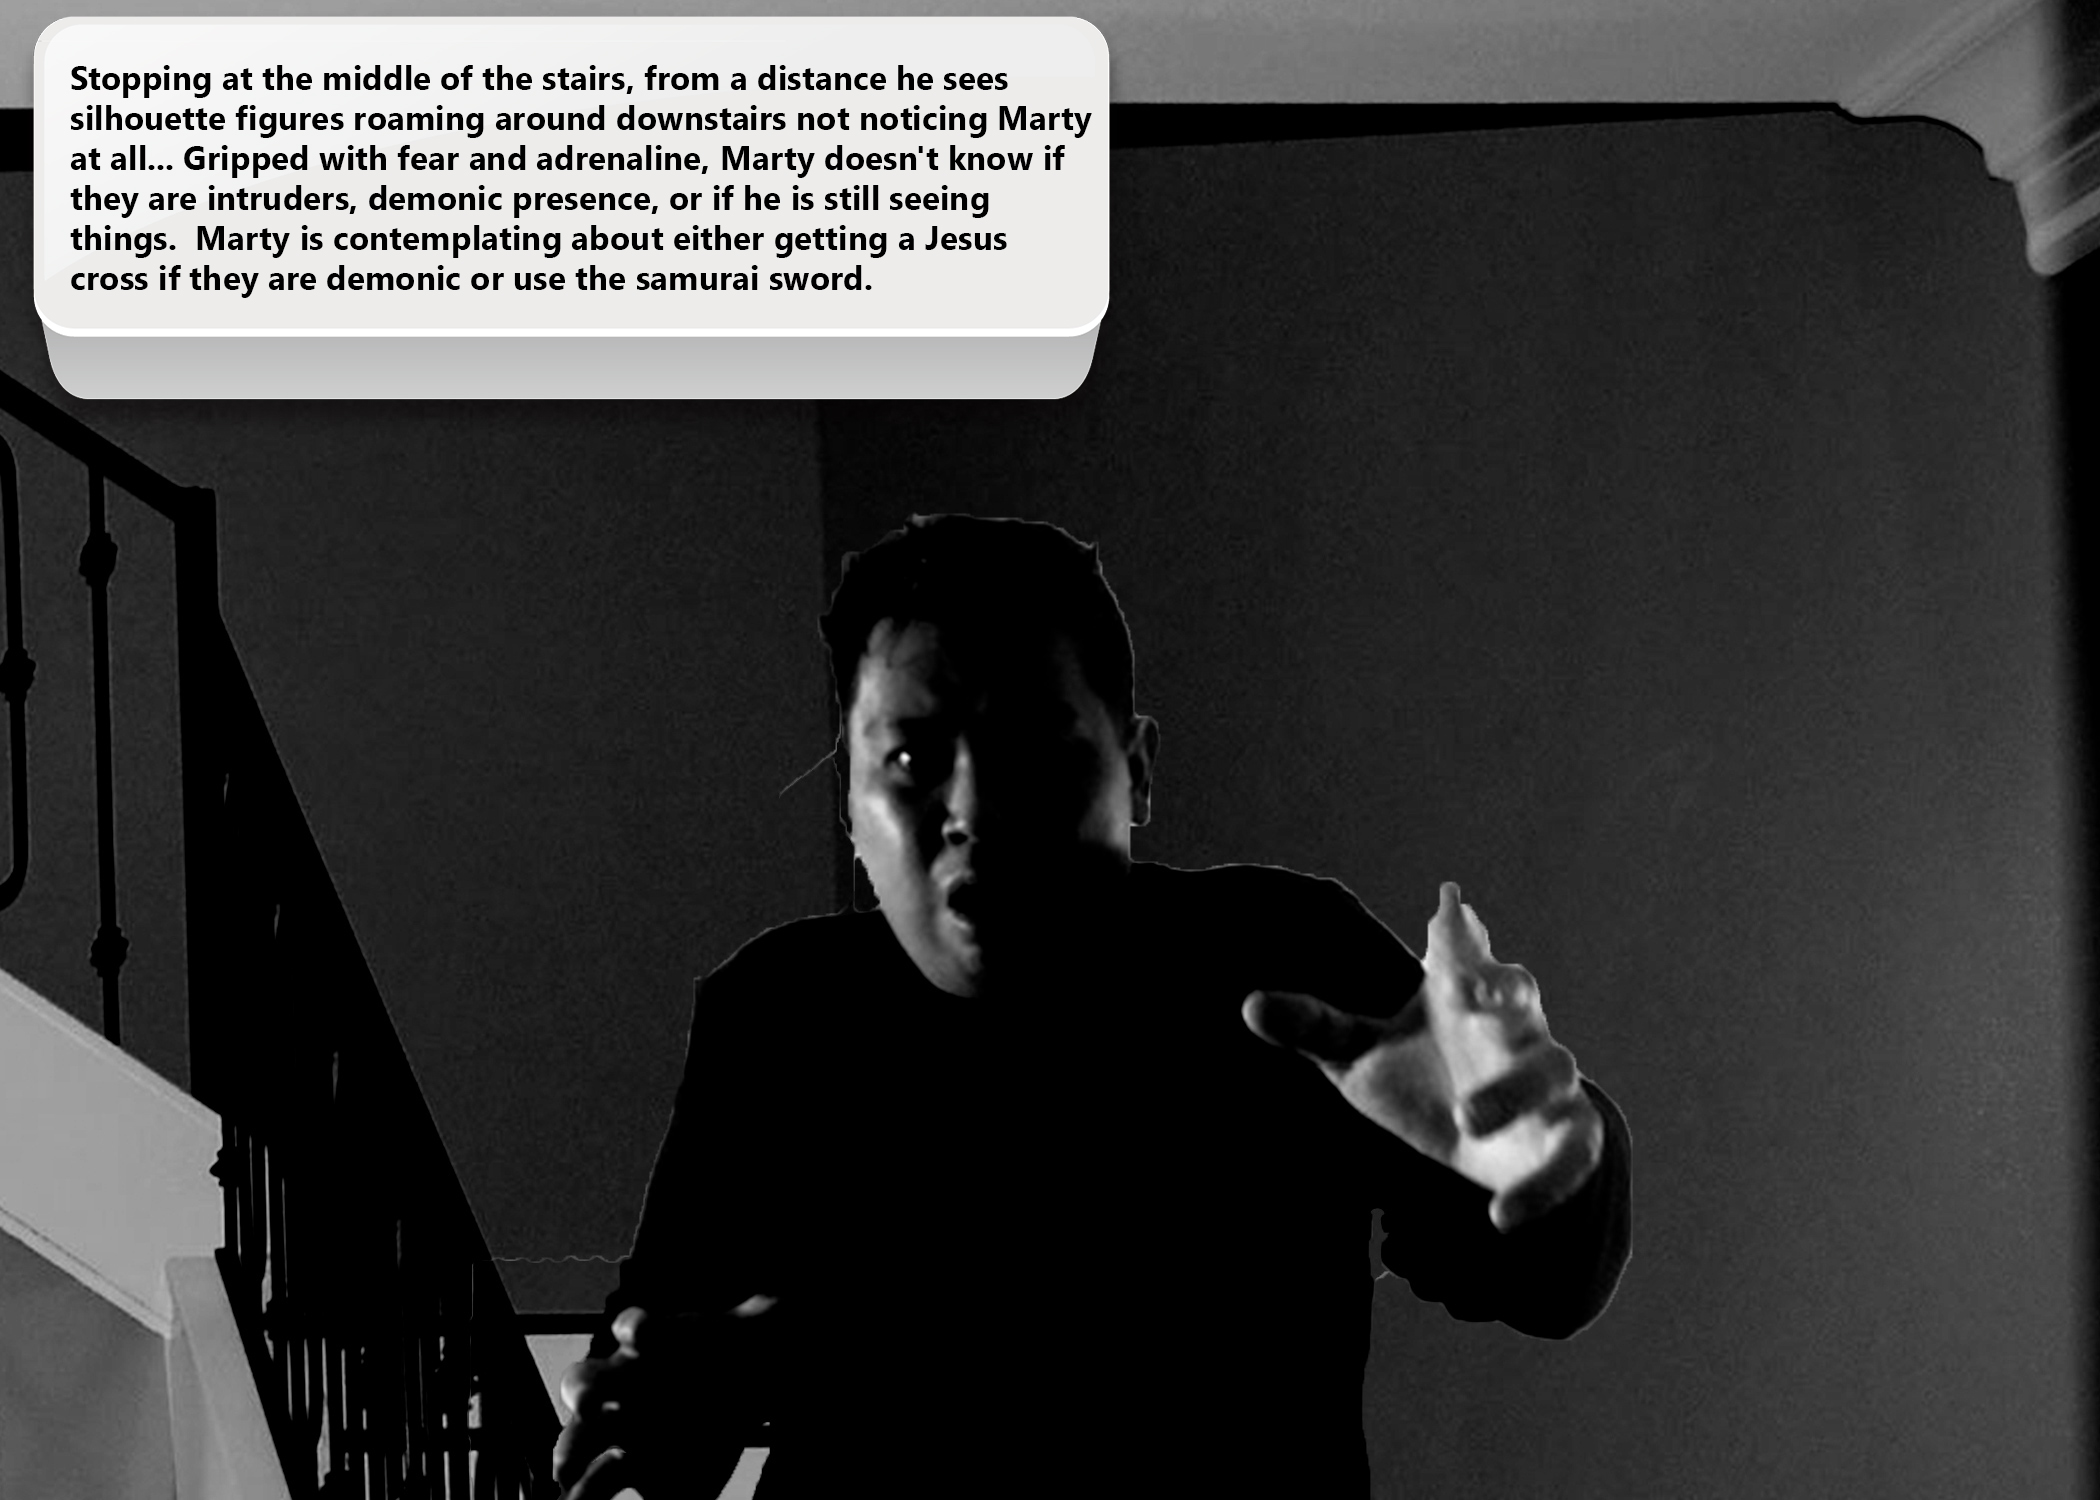 Stopping at the middle of the stairs, from a distance he sees
silhouette figures roaming around downstairs not noticing Marty
at all... Gripped with fear and adrenaline, Marty doesn't know if
they are intruders, demonic presence, or if he is still seeing
things.  Marty is contemplating about either getting a Jesus
cross if they are demonic or use the samurai sword.